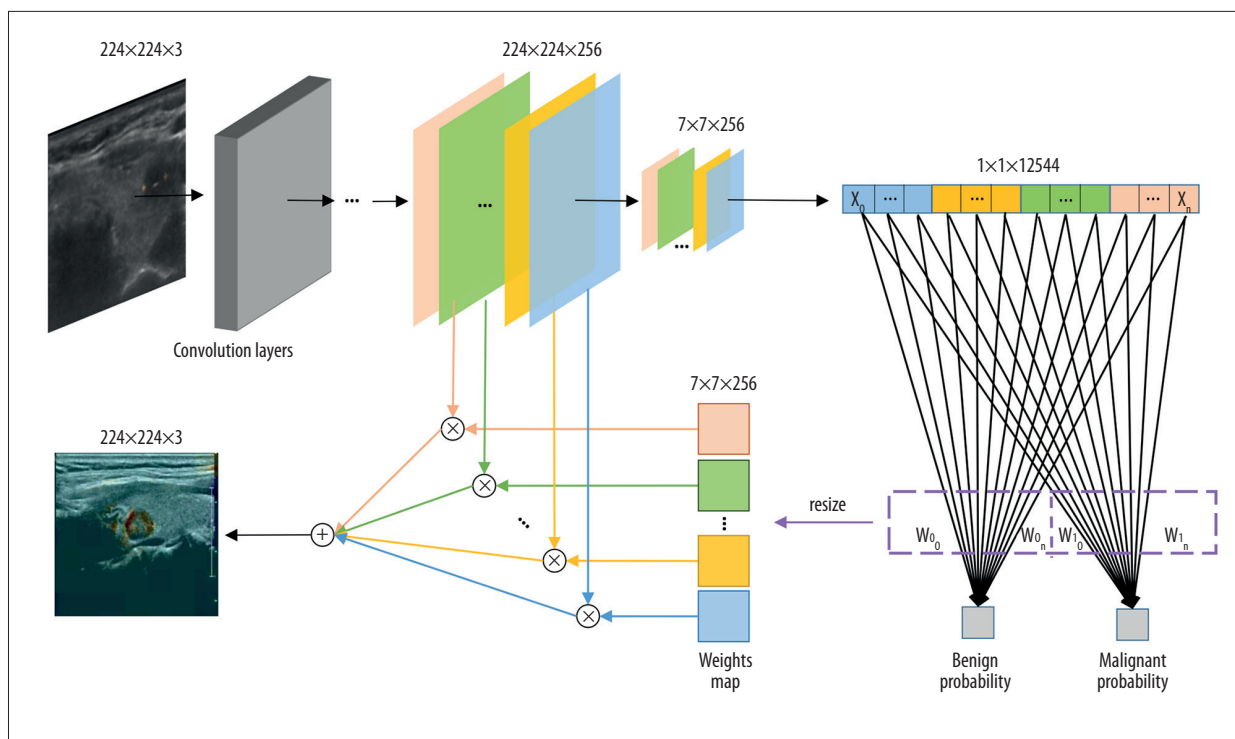 224×224×3
224×224×256
7×7×256
1×1×12544
X0 ... ... ... ... Xn
...
...
...
Convolution layers
7×7×256
224×224×3
×
×
...
...
+
×
×
resize
W00 W0n W10 W1n
Weights
map
Benign
probability
Malignant
probability